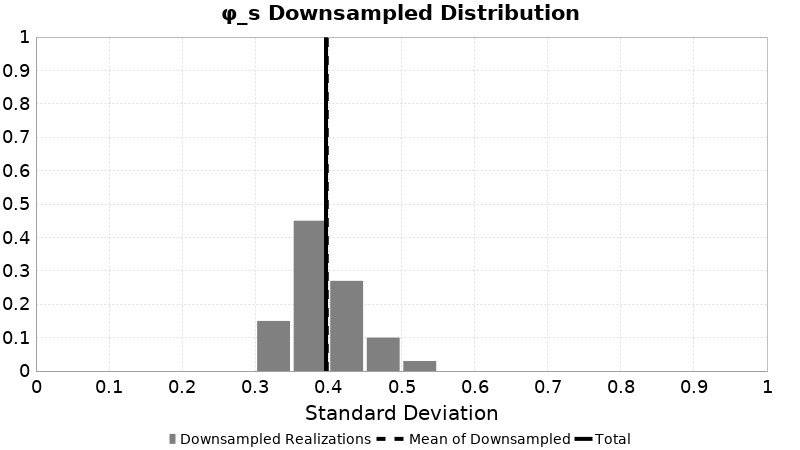 φ_s Downsampled Distribution
1
0.9
0.8
0.7
0.6
0.5
0.4
0.3
0.2
0.1
0
0 0.1 0.2 0.3 0.4 0.5 0.6 0.7 0.8 0.9 1
Standard Deviation
Downsampled Realizations Mean of Downsampled Total